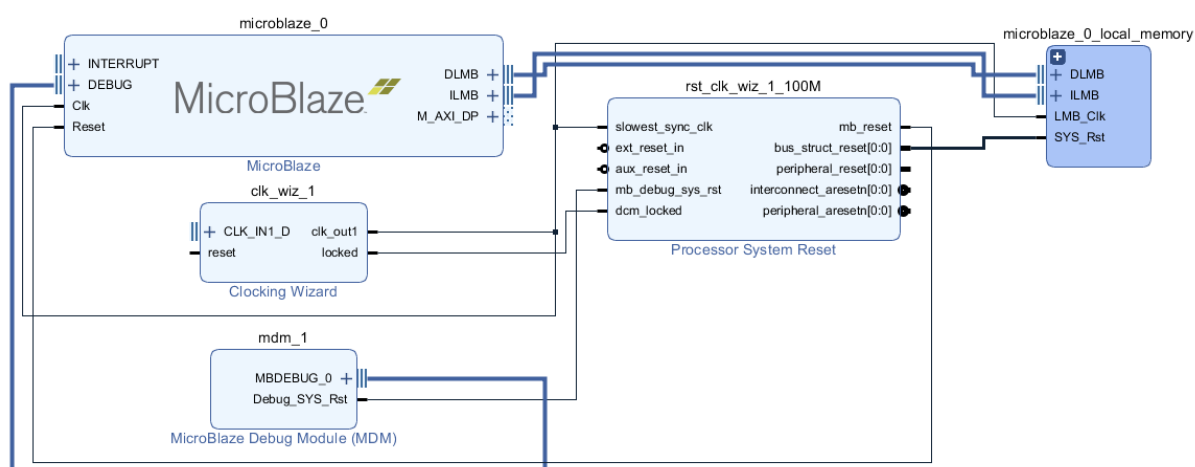 microblaze_0
INTERRUPT
DEBUG
Clk
Reset
MicroBlaze
DLMB
ILMB
M_AXI_DP
MicroBlaze
clk_wiz_1
CLK_IN1_D clk_out1
reset locked
Clocking Wizard
mdm_1
MBDEBUG_0
Debug_SYS_Rst
MicroBlaze Debug Module (MDM)
rst_clk_wiz_1_100M
slowest_sync_clk mb_reset
ext_reset_in bus_struct_reset[0:0]
aux_reset_in peripheral_reset[0:0]
mb_debug_sys_rst interconnect_aresetn[0:0]
dcm_locked peripheral_aresetn[0:0]
Processor System Reset
microblaze_0_local_memory
DLMB
ILMB
LMB_Clk
SYS_Rst